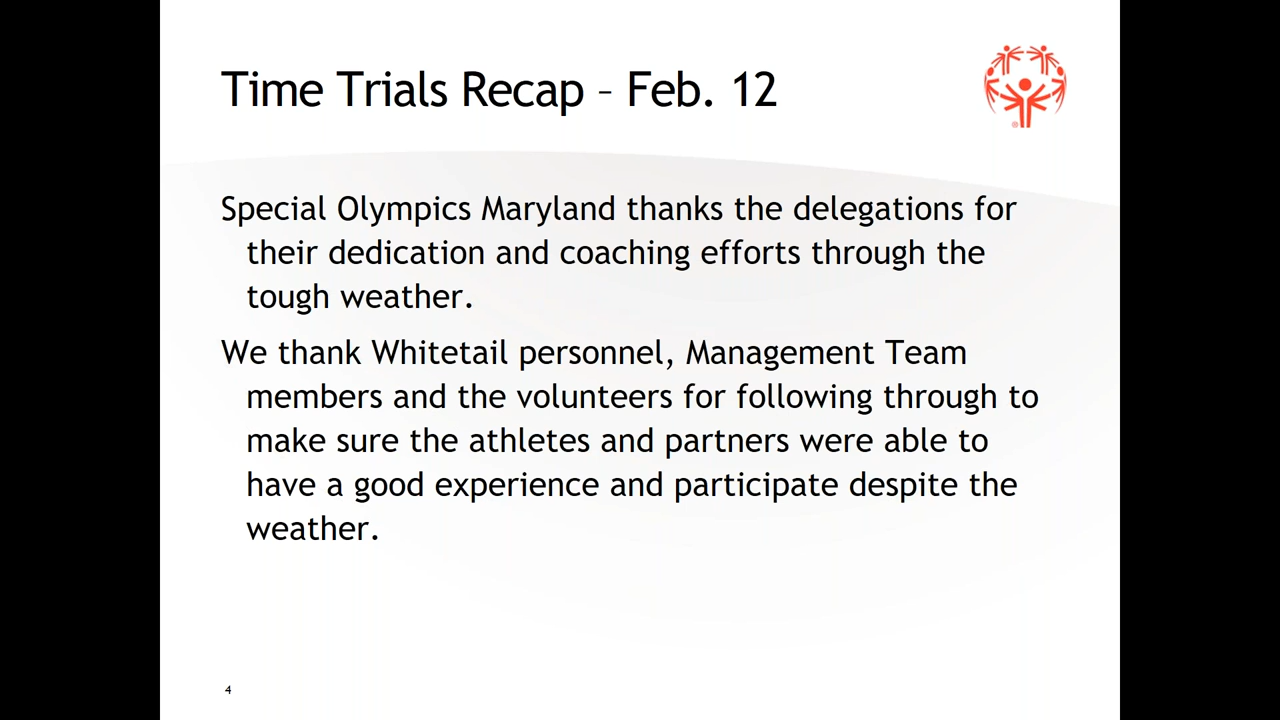 Time Trials Recap – Feb. 12
Special Olympics Maryland thanks the delegations for
their dedication and coaching efforts through the
tough weather.
We thank Whitetail personnel, Management Team
members and the volunteers for following through to
make sure the athletes and partners were able to
have a good experience and participate despite the
weather.
4